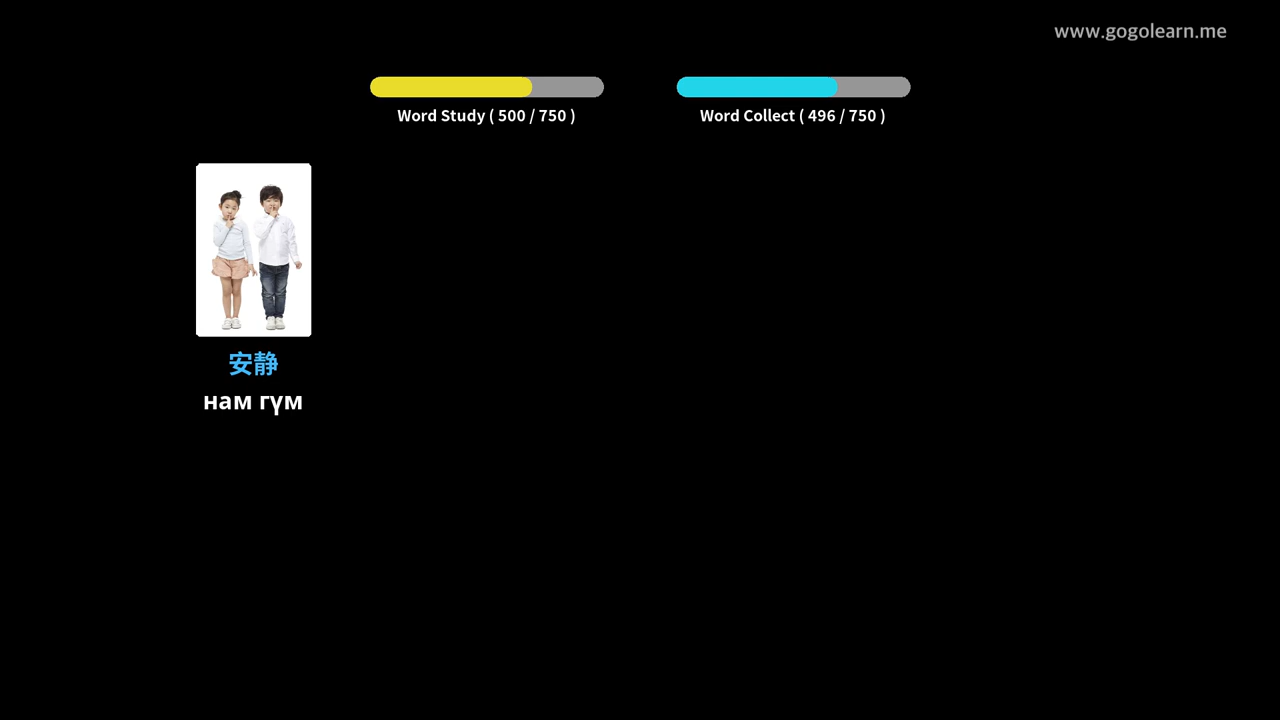 www.gogolearn.me
Word Study ( 500 / 750 )
Word Collect ( 496 / 750 )
安静
нам гүм